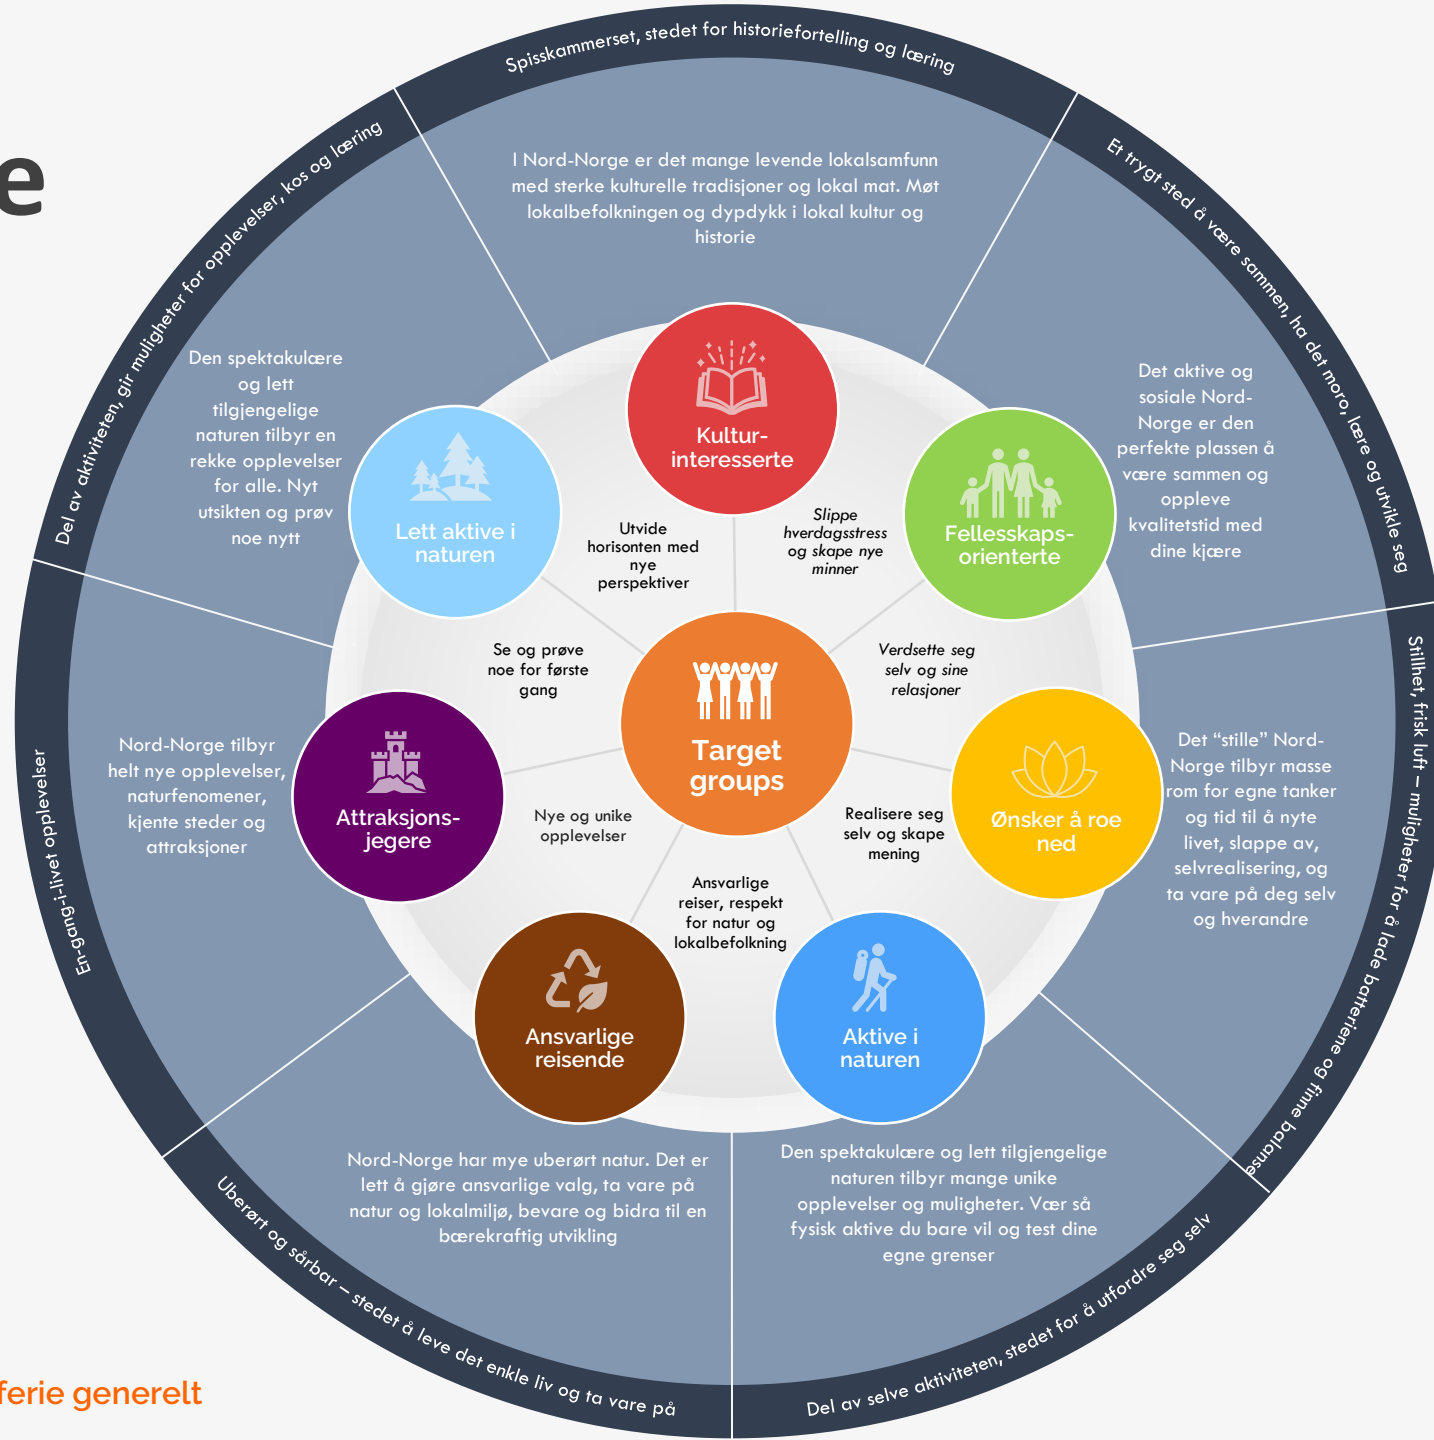 e
Spisskammerset, stedet for historiefortelling og læring
I Nord-Norge er det mange levende lokalsamfunn
med sterke kulturelle tradisjoner og lokal mat. Møt
lokalbefolkningen og dypdykk i lokal kultur og
historie
Et trygt sted å være sammen, ha det moro, lære og utvikle seg
Det aktive og
sosiale Nord-
Norge er den
perfekte plassen å
være sammen og
oppleve
kvalitetstid med
dine kjære
Stillhet, frisk luft – muligheter for å lade batteriene og finne balanse
Det “stille” Nord-
Norge tilbyr masse
rom for egne tanker
og tid til å nyte
livet, slappe av,
selvrealisering, og
ta vare på deg selv
og hverandre
Del av selve aktiviteten, stedet for å utfordre seg selv
Den spektakulære og lett tilgjengelige
naturen tilbyr mange unike
opplevelser og muligheter. Vær så
fysisk aktive du bare vil og test dine
egne grenser
Uberørt og sårbar – stedet å leve det enkle liv og ta vare på
Nord-Norge har mye uberørt natur. Det er
lett å gjøre ansvarlige valg, ta vare på
natur og lokalmiljø, bevare og bidra til en
bærekraftig utvikling
En-gang-i-livet opplevelser
Nord-Norge tilbyr
helt nye opplevelser,
naturfenomener,
kjente steder og
attraksjoner
Del av aktiviteten, gir muligheter for opplevelser, kos og læring
Den spektakulære
og lett
tilgjengelige
naturen tilbyr en
rekke opplevelser
for alle. Nyt
utsikten og prøv
noe nytt
Kultur-
interesserte
Fellesskaps-
orienterte
Ønsker å roe
ned
Aktive i
naturen
Ansvarlige
reisende
Attraksjons-
jegere
Lett aktive i
naturen
Utvide
horisonten med
nye
perspektiver
Slippe
hverdagsstress
og skape nye
minner
Verdsette seg
selv og sine
relasjoner
Realisere seg
selv og skape
mening
Ansvarlige
reiser, respekt
for natur og
lokalbefolkning
Nye og unike
opplevelser
Se og prøve
noe for første
gang
Target
groups
ferie generelt